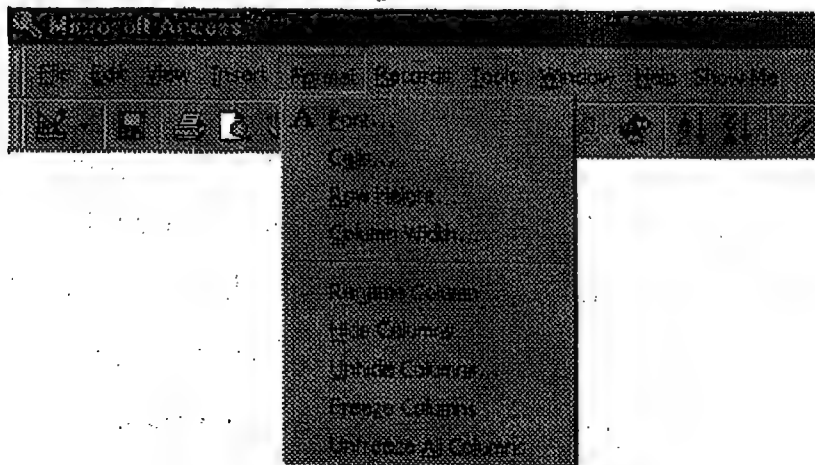 Microsoft Access
File Edit View Insert Format Records Tools Window Help Show Me
A Font...
Cells...
Row Height...
Column Width...
Rename Column
Hide Columns
Unhide Columns...
Freeze Columns
Unfreeze All Columns